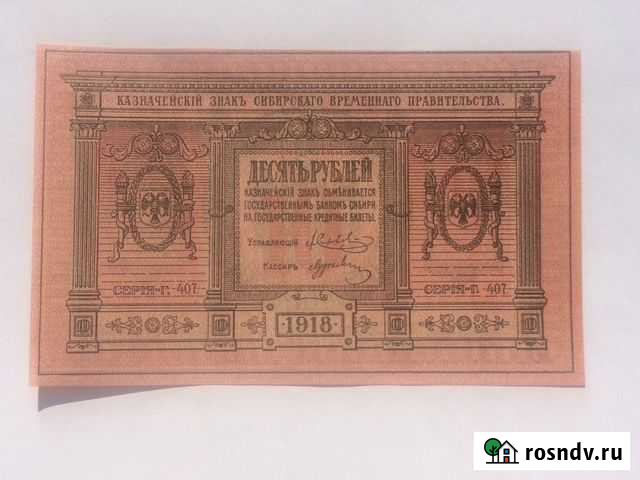 КАЗНАЧЕЙСКІЙ ЗНАКЪ СИБИРСКАГО ВРЕМЕННАГО ПРАВИТЕЛЬСТВА.
ДЕСЯТЬ РУБЛЕЙ
КАЗНАЧЕЙСКІЙ ЗНАКЪ ОБМѢНИВАЕТСЯ
ГОСУДАРСТВЕННЫМЪ БАНКОМЪ СИБИРИ
НА ГОСУДАРСТВЕННЫЕ КРЕДИТНЫЕ БИЛЕТЫ.
УПРАВЛЯЮЩІЙ
КАССИРЪ
СЕРІЯ-Г. 407
СЕРІЯ-Г. 407
1918
rosndv.ru